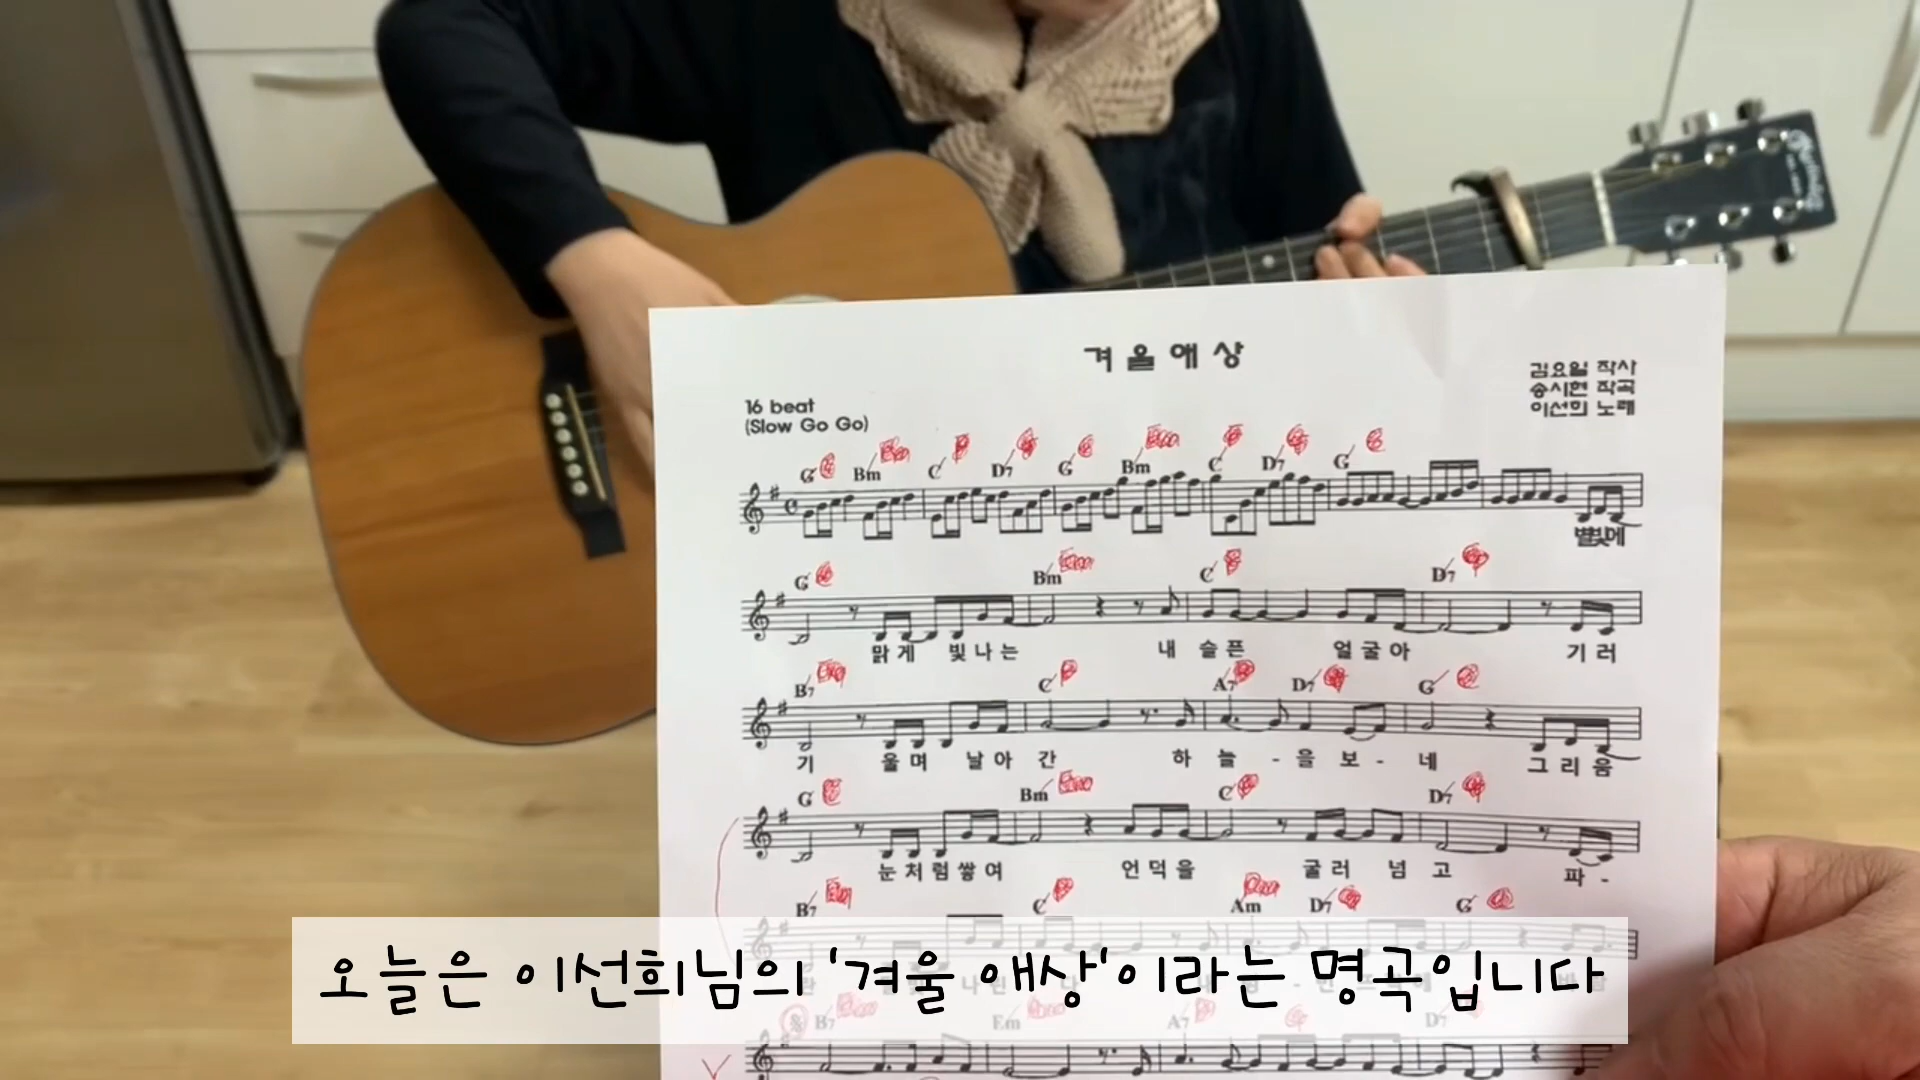 겨울애상
김요일 작사
송시현 작곡
이선희 노래
16 beat
(Slow Go Go)
G Bm C D7 G Bm C D7 G
별빛에
G Bm C D7
맑게 빛나는 내 슬픈 얼굴아 기러
B7 C A7 D7 G
기 울며 날아 간 하 늘 - 을 보 - 네 그리움
G Bm C D7
눈처럼쌓여 언덕을 굴러 넘고 파 -
B7 C Am D7 G
오늘은 이선희님의 '겨울 애상'이라는 명곡입니다
B7 Em A7 D7